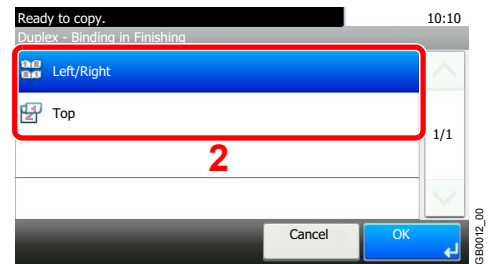 Ready to copy. 10:10
Duplex - Binding in Finishing
Left/Right
Top
1/1
2
Cancel OK
GB0012_00